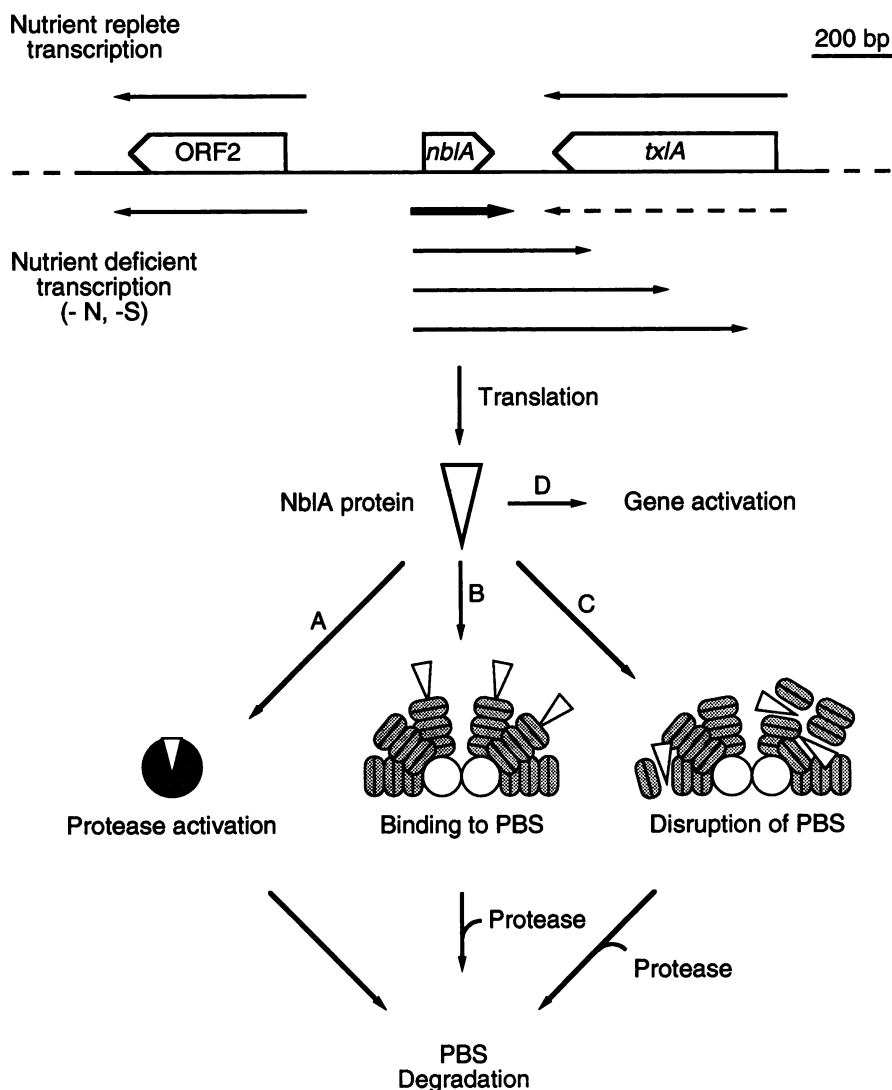 Nutrient replete
transcription
200 bp
ORF2
nblA
txlA
Nutrient deficient
transcription
(- N, -S)
Translation
NblA protein
D
Gene activation
A
B
C
Protease activation
Binding to PBS
Disruption of PBS
Protease
Protease
PBS
Degradation